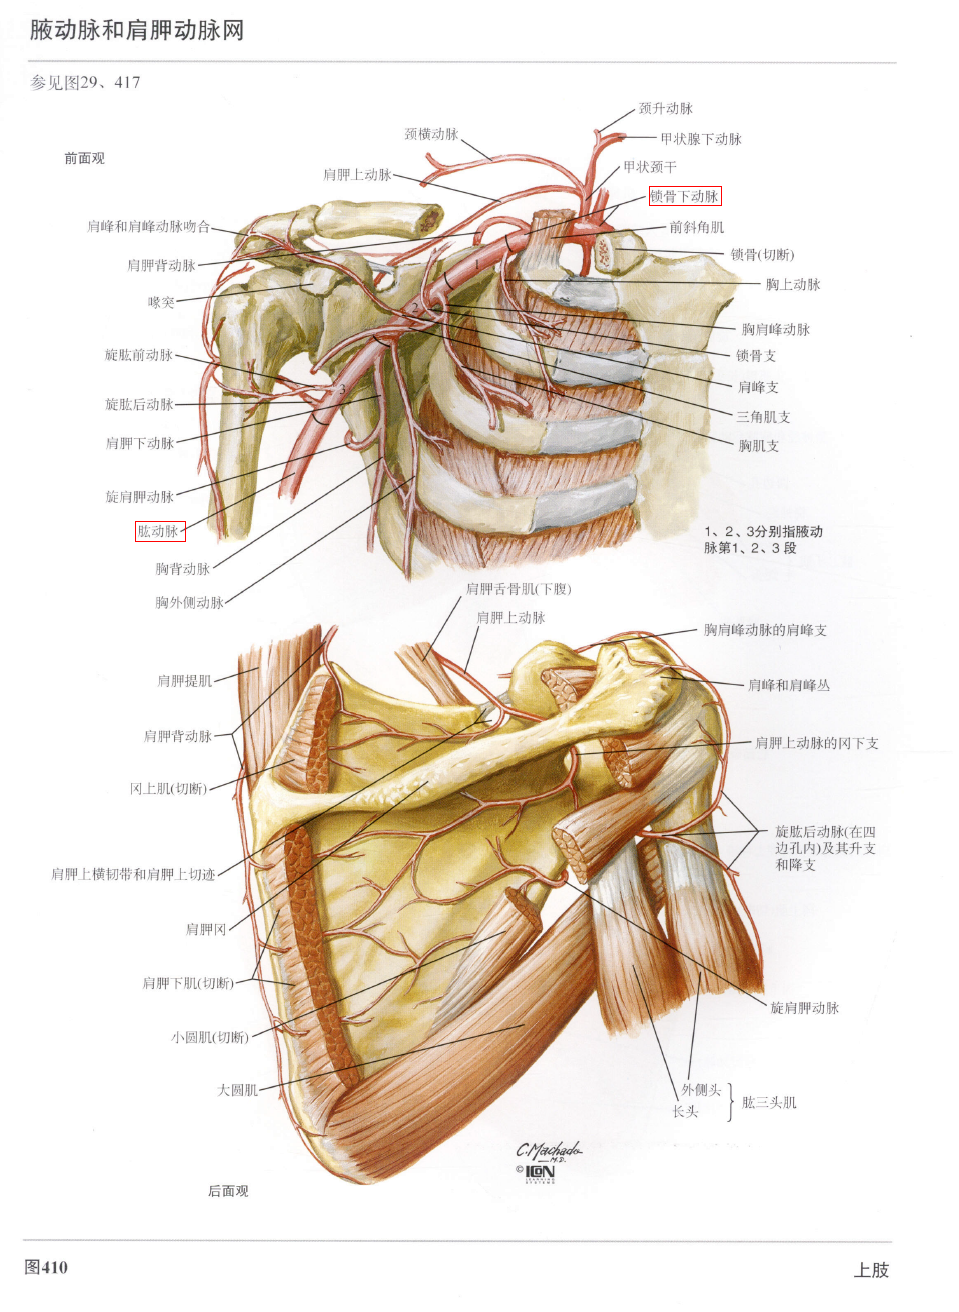 腋动脉和肩胛动脉网
参见图29、417
前面观
颈升动脉
甲状腺下动脉
颈横动脉
甲状颈干
肩胛上动脉
锁骨下动脉
肩峰和肩峰动脉吻合
前斜角肌
锁骨(切断)
肩胛背动脉
胸上动脉
喙突
胸肩峰动脉
旋肱前动脉
锁骨支
肩峰支
旋肱后动脉
三角肌支
肩胛下动脉
胸肌支
旋肩胛动脉
肱动脉
1、2、3分别指腋动
脉第1、2、3 段
胸背动脉
胸外侧动脉
1
2
3
肩胛舌骨肌(下腹)
肩胛上动脉
胸肩峰动脉的肩峰支
肩胛提肌
肩峰和肩峰丛
肩胛背动脉
肩胛上动脉的冈下支
冈上肌(切断)
旋肱后动脉(在四
边孔内)及其升支
和降支
肩胛上横韧带和肩胛上切迹
肩胛冈
肩胛下肌(切断)
旋肩胛动脉
小圆肌(切断)
大圆肌
外侧头
长头
肱三头肌
C.Machado
M.D.
© ICON
LEARNING
SYSTEMS
后面观
图410
上肢